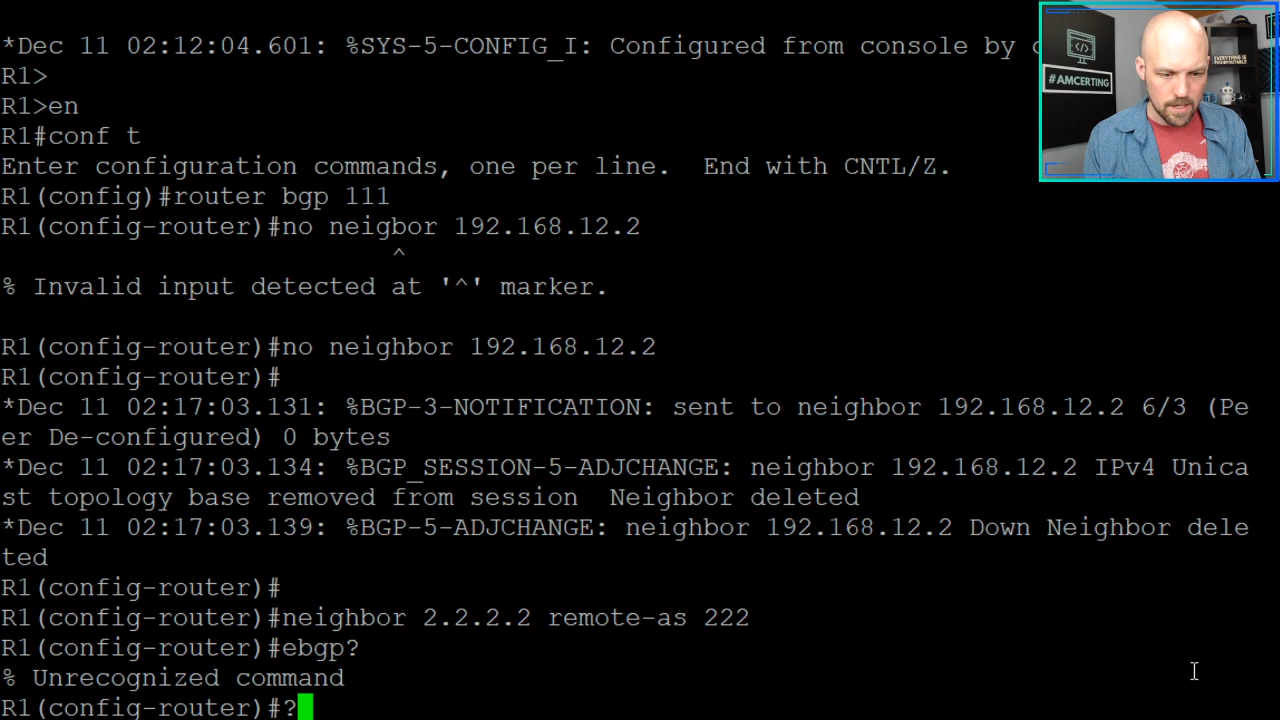 *Dec 11 02:12:04.601: %SYS-5-CONFIG_I: Configured from console by
R1>
R1>en
R1#conf t
Enter configuration commands, one per line.  End with CNTL/Z.
R1(config)#router bgp 111
R1(config-router)#no neigbor 192.168.12.2
^
% Invalid input detected at '^' marker.
R1(config-router)#no neighbor 192.168.12.2
R1(config-router)#
*Dec 11 02:17:03.131: %BGP-3-NOTIFICATION: sent to neighbor 192.168.12.2 6/3 (Pe
er De-configured) 0 bytes
*Dec 11 02:17:03.134: %BGP_SESSION-5-ADJCHANGE: neighbor 192.168.12.2 IPv4 Unica
st topology base removed from session  Neighbor deleted
*Dec 11 02:17:03.139: %BGP-5-ADJCHANGE: neighbor 192.168.12.2 Down Neighbor dele
ted
R1(config-router)#
R1(config-router)#neighbor 2.2.2.2 remote-as 222
R1(config-router)#ebgp?
% Unrecognized command
R1(config-router)#?
</>
#AMCERTING
EVERYTHING IS